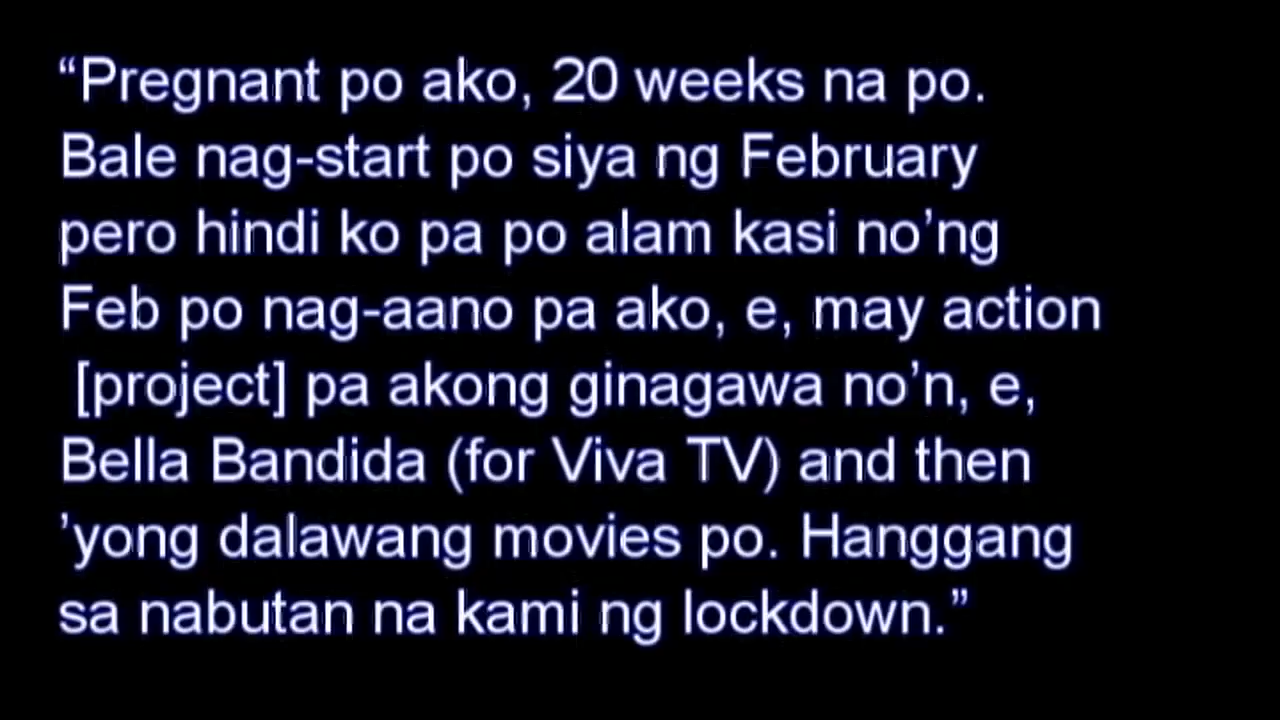 “Pregnant po ako, 20 weeks na po.
Bale nag-start po siya ng February
pero hindi ko pa po alam kasi no’ng
Feb po nag-aano pa ako, e, may action
[project] pa akong ginagawa no’n, e,
Bella Bandida (for Viva TV) and then
’yong dalawang movies po. Hanggang
sa nabutan na kami ng lockdown.”